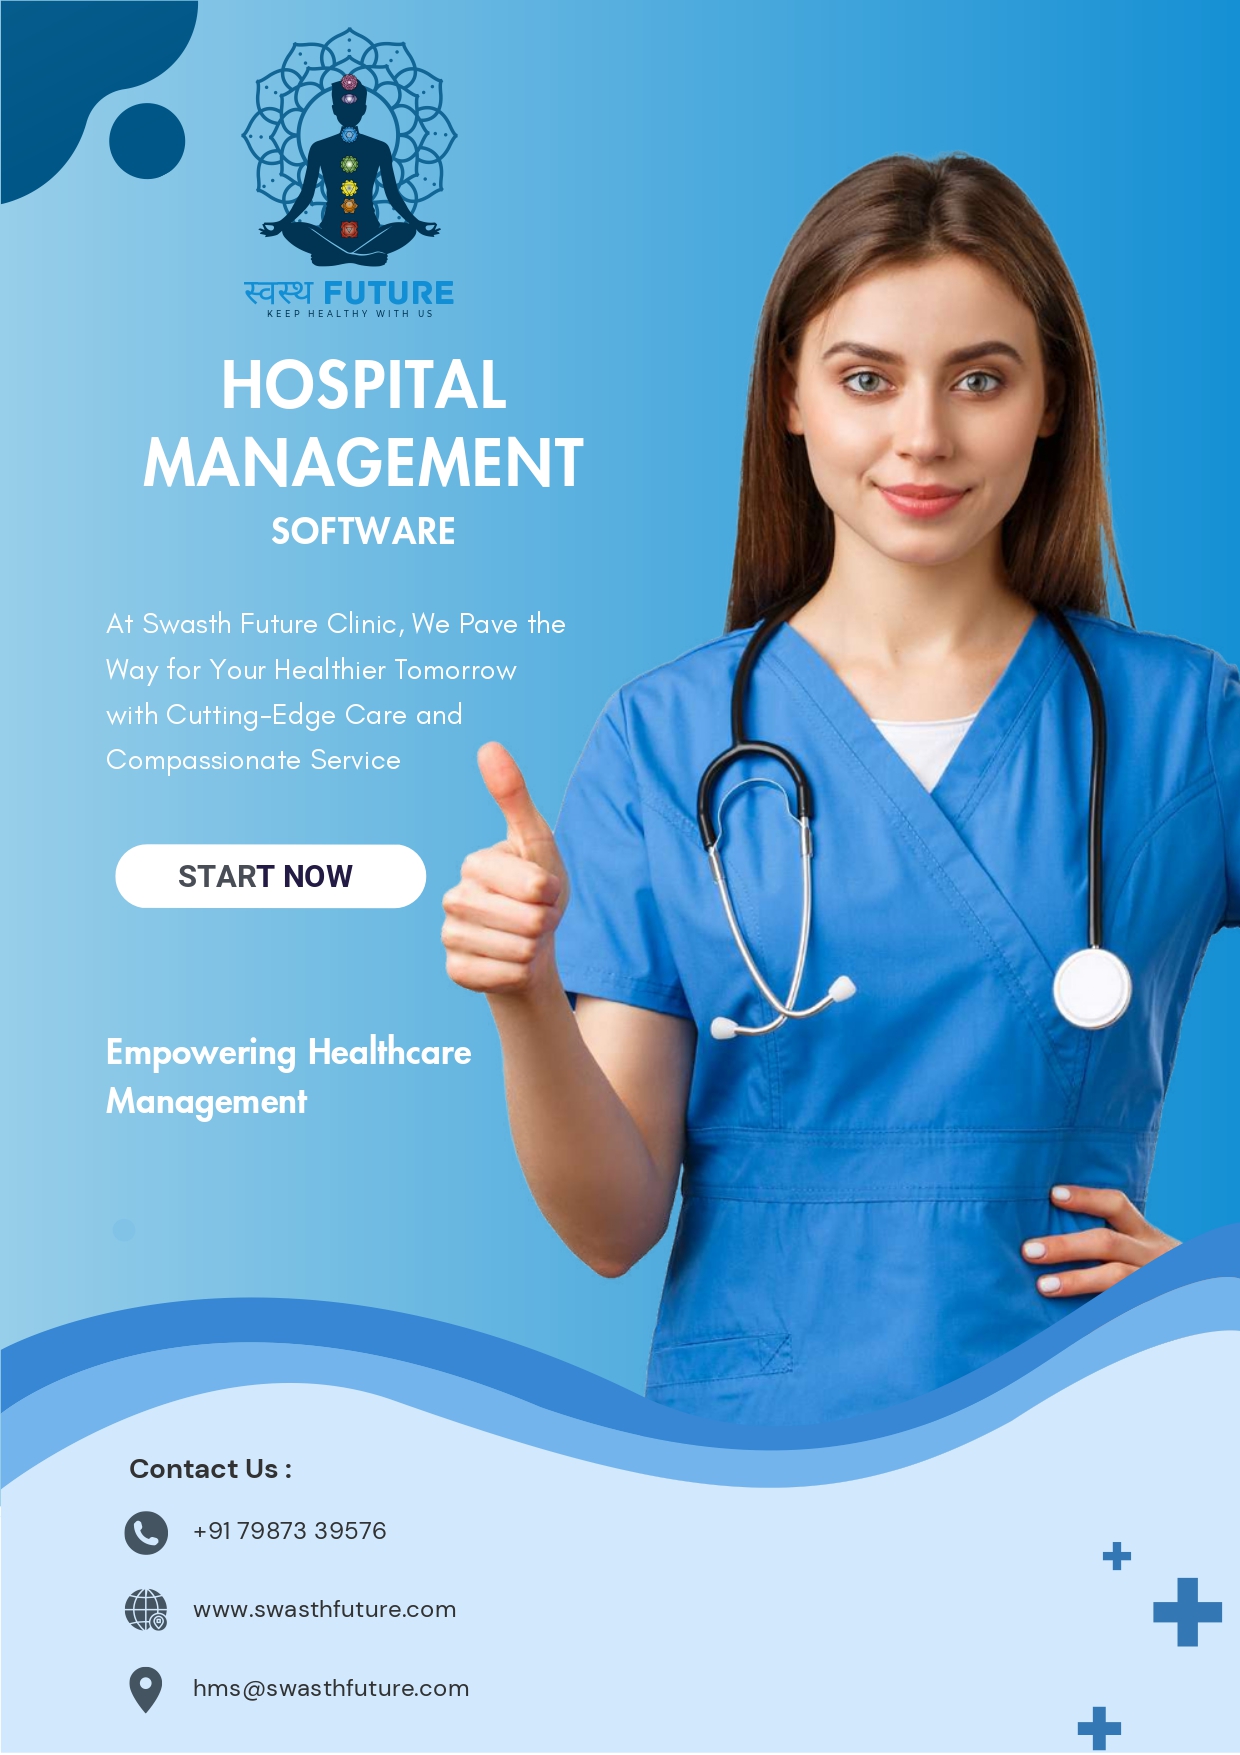 स्वस्थ FUTURE
KEEP HEALTHY WITH US
HOSPITAL
MANAGEMENT
SOFTWARE
At Swasth Future Clinic, We Pave the
Way for Your Healthier Tomorrow
with Cutting-Edge Care and
Compassionate Service
START NOW
Empowering Healthcare
Management
Contact Us :
+91 79873 39576
www.swasthfuture.com
hms@swasthfuture.com